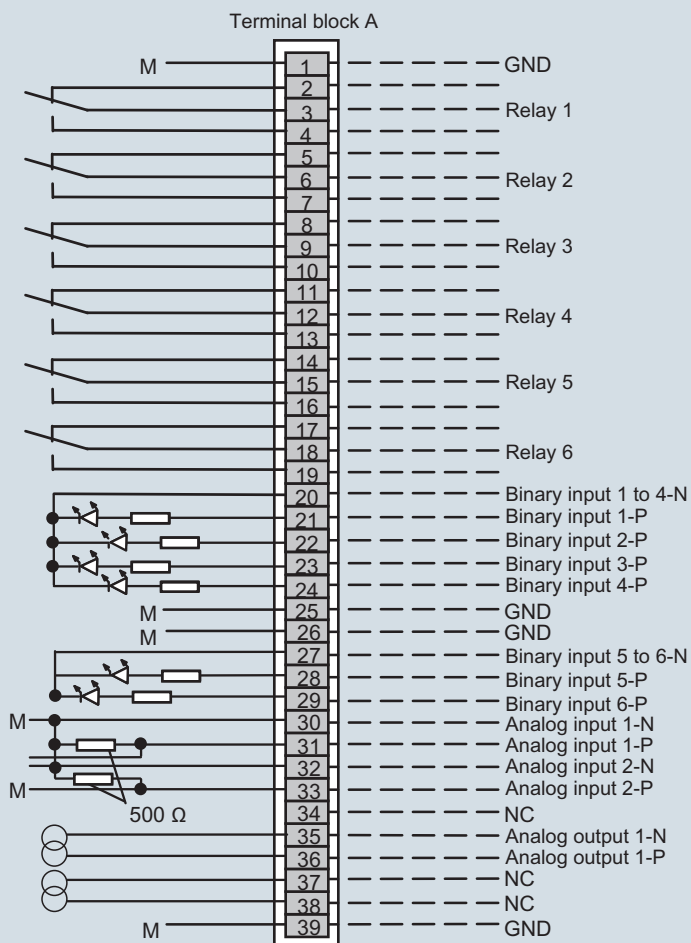 Terminal block A
M 1 GND
2
3 Relay 1
4
5
6 Relay 2
7
8
9 Relay 3
10
11
12 Relay 4
13
14
15 Relay 5
16
17
18 Relay 6
19
20 Binary input 1 to 4-N
21 Binary input 1-P
22 Binary input 2-P
23 Binary input 3-P
24 Binary input 4-P
M 25 GND
M 26 GND
27 Binary input 5 to 6-N
28 Binary input 5-P
29 Binary input 6-P
M 30 Analog input 1-N
31 Analog input 1-P
32 Analog input 2-N
M 33 Analog input 2-P
500 Ω 34 NC
35 Analog output 1-N
36 Analog output 1-P
37 NC
38 NC
M 39 GND